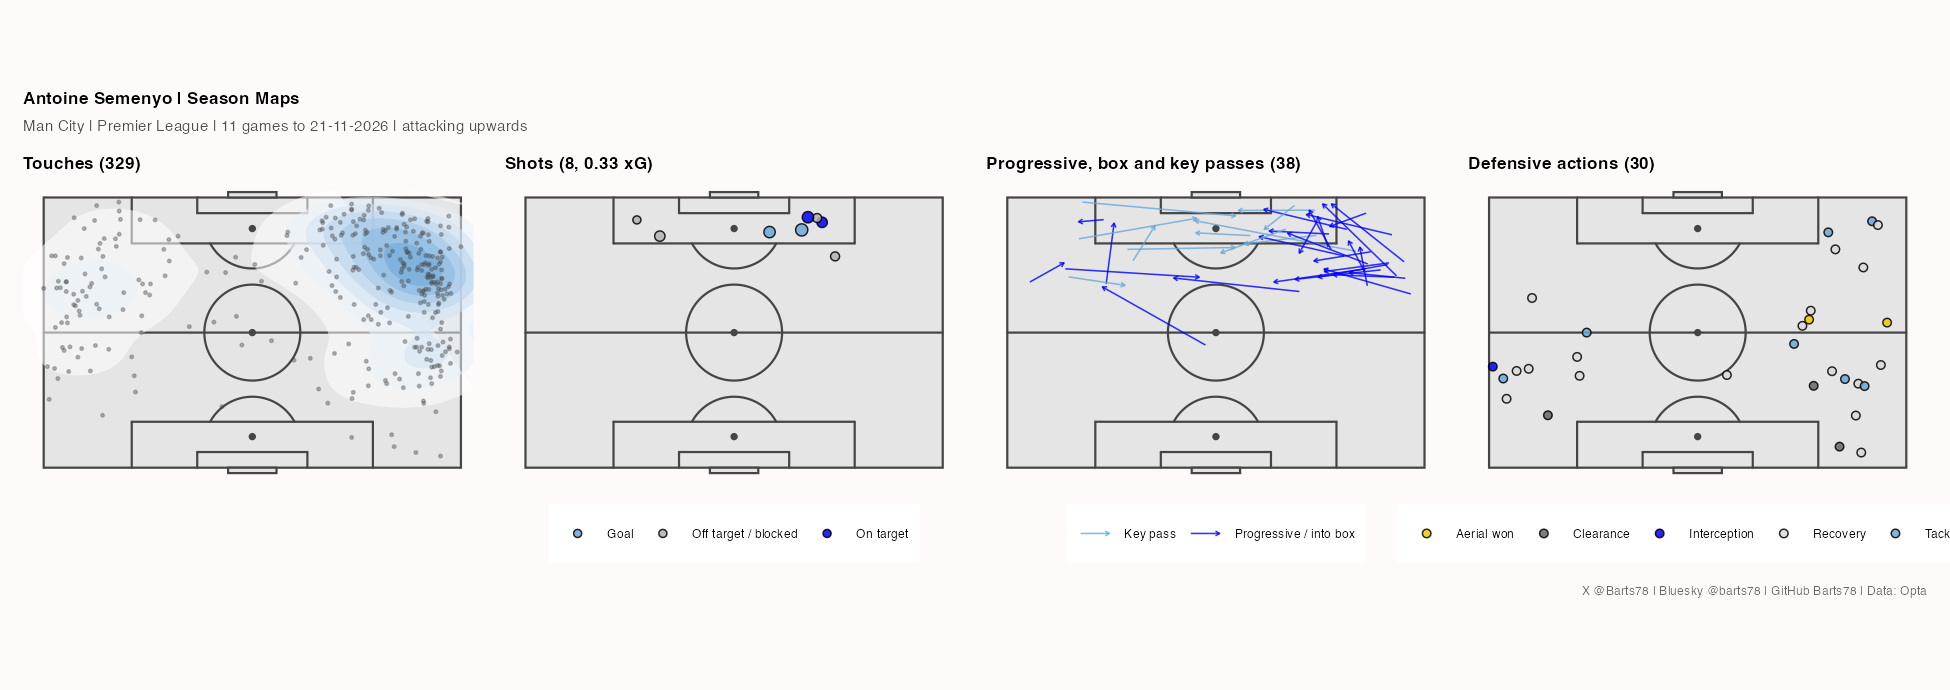 Antoine Semenyo | Season Maps
Man City | Premier League | 11 games to 21-11-2026 | attacking upwards
Touches (329)
Shots (8, 0.33 xG)
Progressive, box and key passes (38)
Defensive actions (30)
Goal
Off target / blocked
On target
Key pass
Progressive / into box
Aerial won
Clearance
Interception
Recovery
Tack
X @Barts78 | Bluesky @barts78 | GitHub Barts78 | Data: Opta